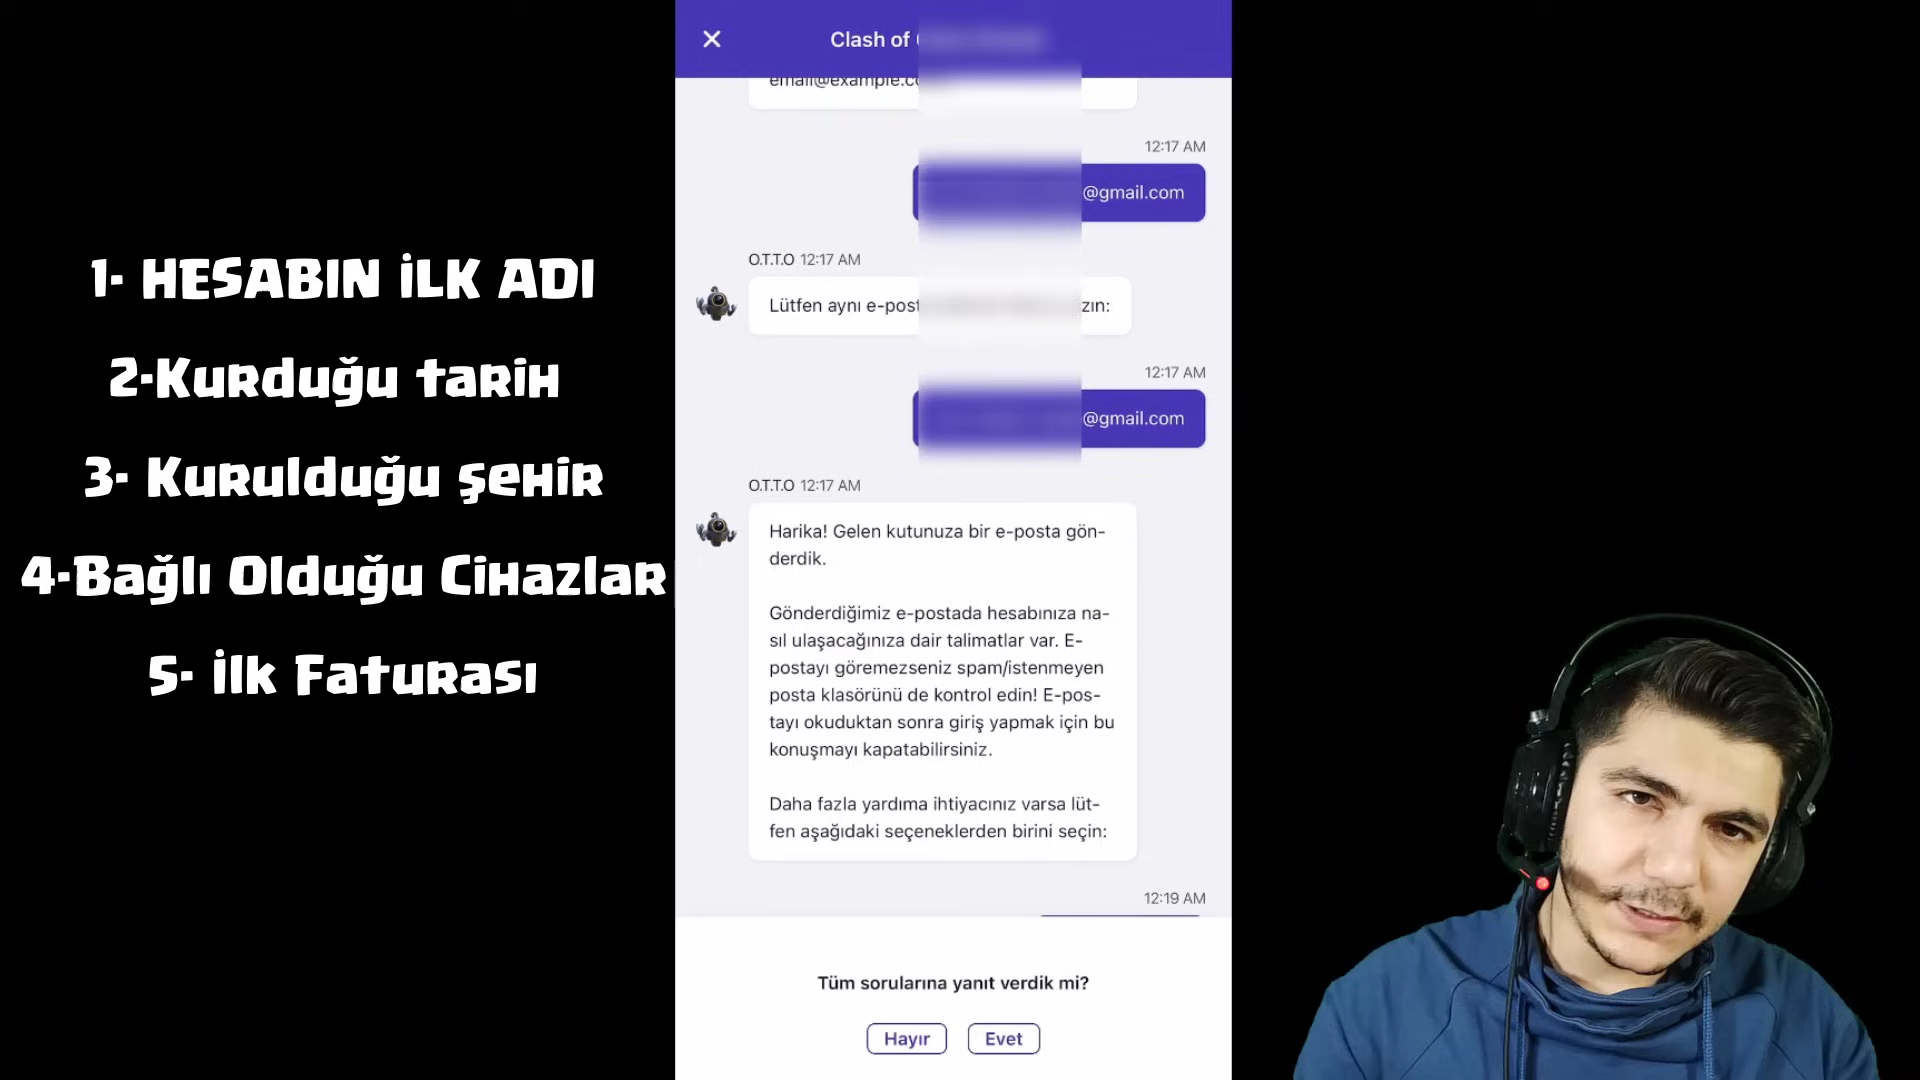 1- HESABIN İLK ADI
2-Kurduğu tarih
3- Kurulduğu şehir
4-Bağlı Olduğu Cihazlar
5- İlk Faturası
Clash of
email@example.co
12:17 AM
@gmail.com
O.T.T.O 12:17 AM
Lütfen aynı e-post zın:
12:17 AM
@gmail.com
O.T.T.O 12:17 AM
Harika! Gelen kutunuza bir e-posta gön-
derdik.
Gönderdiğimiz e-postada hesabınıza na-
sıl ulaşacağınıza dair talimatlar var. E-
postayı göremezseniz spam/istenmeyen
posta klasörünü de kontrol edin! E-pos-
tayı okuduktan sonra giriş yapmak için bu
konuşmayı kapatabilirsiniz.
Daha fazla yardıma ihtiyacınız varsa lüt-
fen aşağıdaki seçeneklerden birini seçin:
12:19 AM
Tüm sorularına yanıt verdik mi?
Hayır Evet